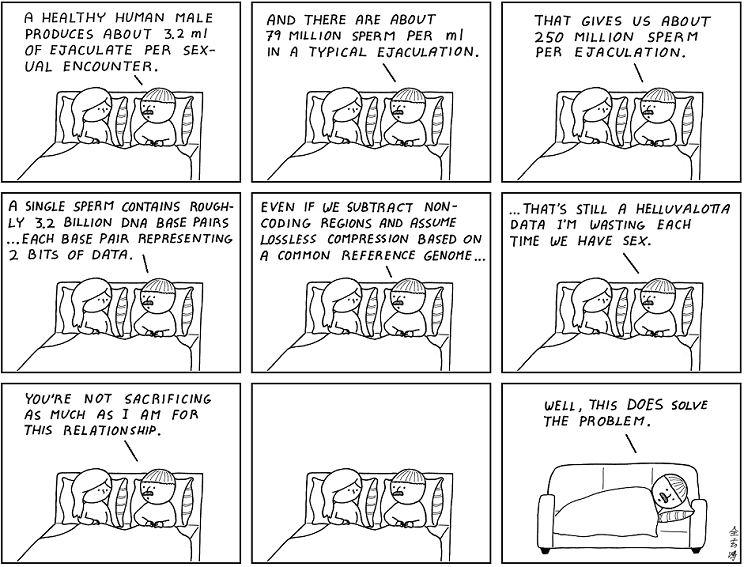 A HEALTHY HUMAN MALE
PRODUCES ABOUT 3.2 ml
OF EJACULATE PER SEX-
UAL ENCOUNTER.
AND THERE ARE ABOUT
79 MILLION SPERM PER ml
IN A TYPICAL EJACULATION.
THAT GIVES US ABOUT
250 MILLION SPERM
PER EJACULATION.
A SINGLE SPERM CONTAINS ROUGH-
LY 3.2 BILLION DNA BASE PAIRS
...EACH BASE PAIR REPRESENTING
2 BITS OF DATA.
EVEN IF WE SUBTRACT NON-
CODING REGIONS AND ASSUME
LOSSLESS COMPRESSION BASED ON
A COMMON REFERENCE GENOME...
...THAT'S STILL A HELLUVALOTTA
DATA I'M WASTING EACH
TIME WE HAVE SEX.
YOU'RE NOT SACRIFICING
AS MUCH AS I AM FOR
THIS RELATIONSHIP.
WELL, THIS DOES SOLVE
THE PROBLEM.